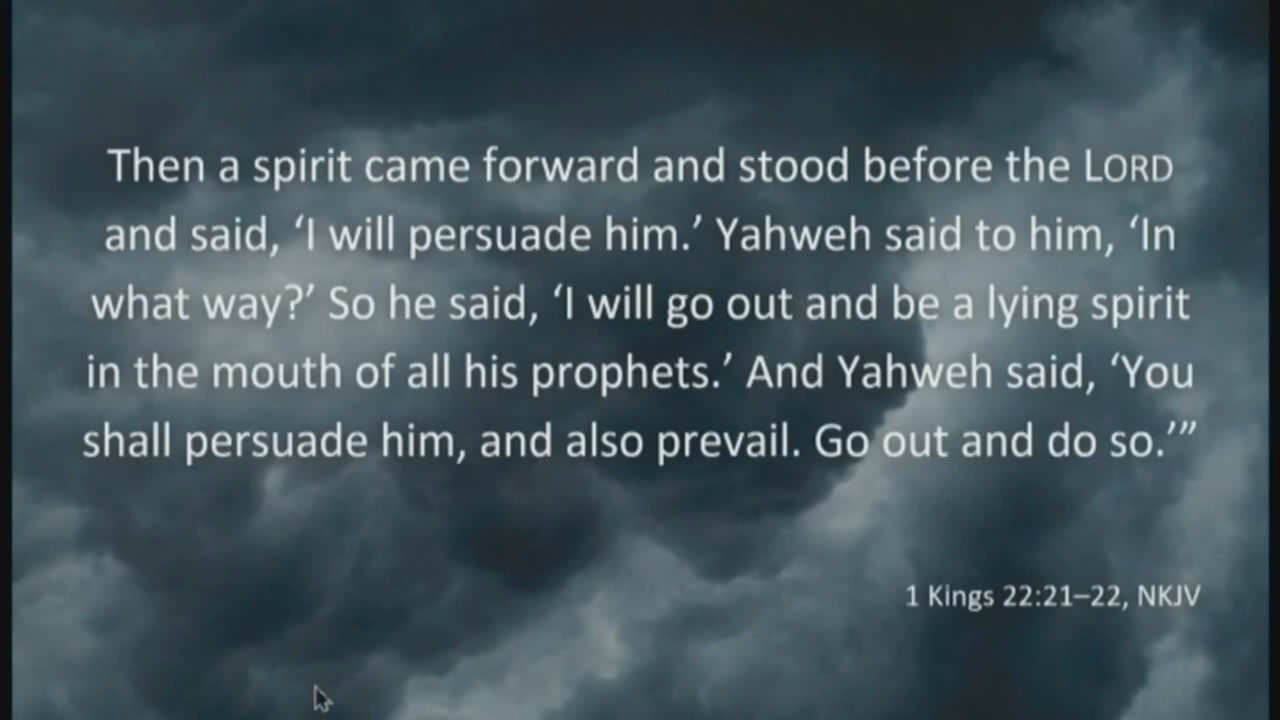 Then a spirit came forward and stood before the LORD
and said, ‘I will persuade him.’ Yahweh said to him, ‘In
what way?’ So he said, ‘I will go out and be a lying spirit
in the mouth of all his prophets.’ And Yahweh said, ‘You
shall persuade him, and also prevail. Go out and do so.’”
1 Kings 22:21–22, NKJV